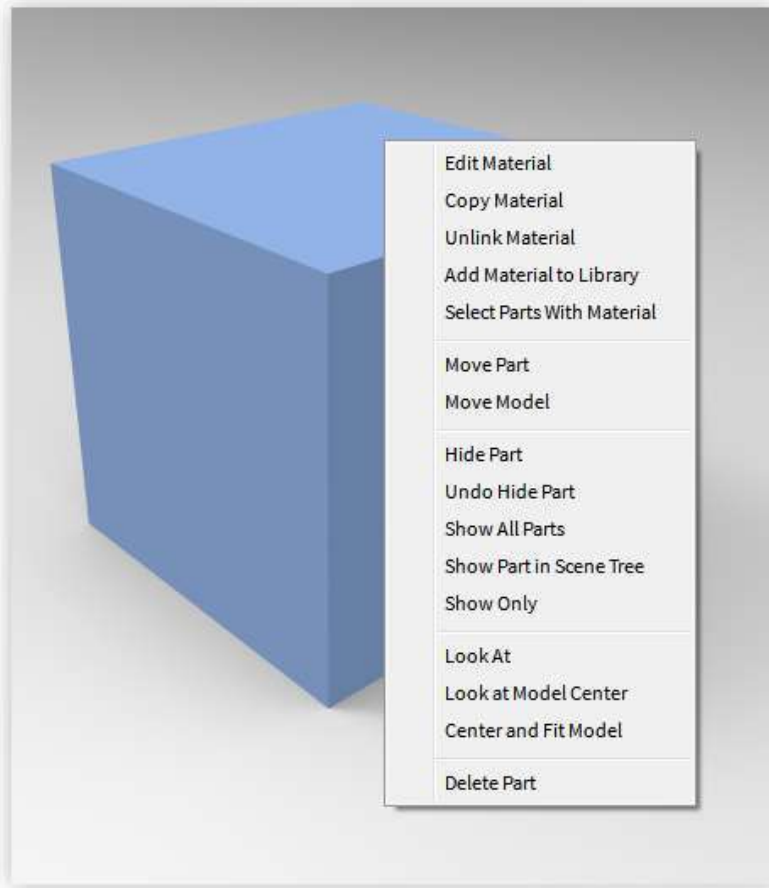 Edit Material
Copy Material
Unlink Material
Add Material to Library
Select Parts With Material
Move Part
Move Model
Hide Part
Undo Hide Part
Show All Parts
Show Part in Scene Tree
Show Only
Look At
Look at Model Center
Center and Fit Model
Delete Part